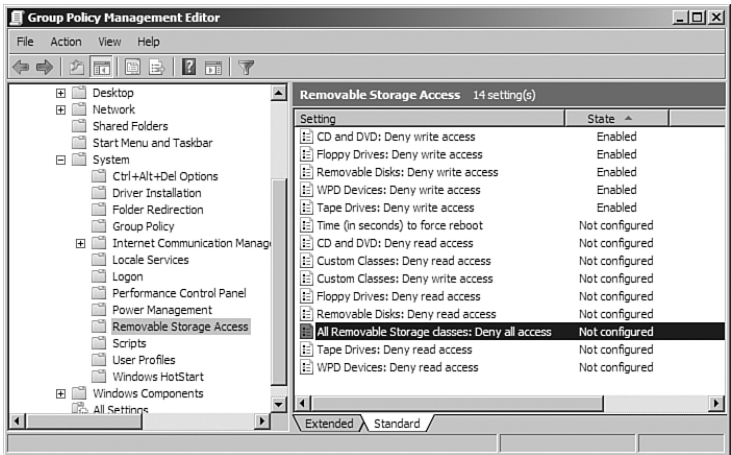 Group Policy Management Editor
File Action View Help
Desktop
Network
Shared Folders
Start Menu and Taskbar
System
Ctrl+Alt+Del Options
Driver Installation
Folder Redirection
Group Policy
Internet Communication Manag
Locale Services
Logon
Performance Control Panel
Power Management
Removable Storage Access
Scripts
User Profiles
Windows HotStart
Windows Components
All Settings
Removable Storage Access 14 setting(s)
Setting State
CD and DVD: Deny write access Enabled
Floppy Drives: Deny write access Enabled
Removable Disks: Deny write access Enabled
WPD Devices: Deny write access Enabled
Tape Drives: Deny write access Enabled
Time (in seconds) to force reboot Not configured
CD and DVD: Deny read access Not configured
Custom Classes: Deny read access Not configured
Custom Classes: Deny write access Not configured
Floppy Drives: Deny read access Not configured
Removable Disks: Deny read access Not configured
All Removable Storage classes: Deny all access Not configured
Tape Drives: Deny read access Not configured
WPD Devices: Deny read access Not configured
Extended Standard